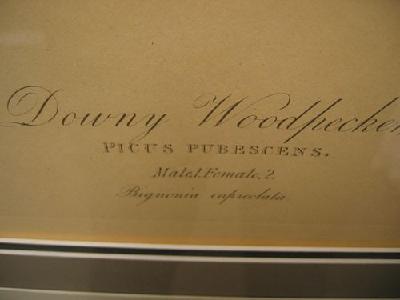 Downy Woodpecker
PICUS PUBESCENS.
Male,1. Female, 2.
Bignonia capreolata.